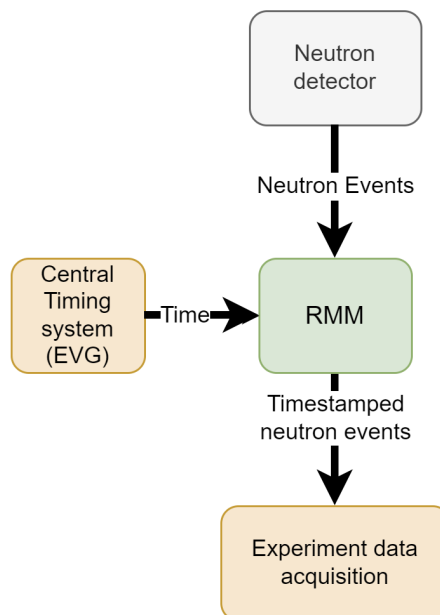 Neutron
detector
Neutron Events
Central
Timing
system
(EVG)
Time
RMM
Timestamped
neutron events
Experiment data
acquisition